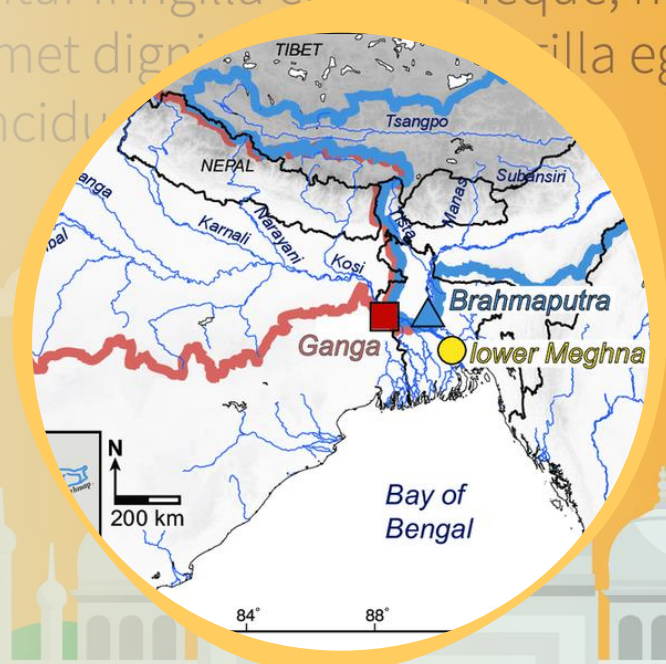 TIBET
Tsangpo
NEPAL
Subansiri
Manas
Tista
Karnali
Narayani
Kosi
Brahmaputra
Ganga
lower Meghna
N
200 km
Bay of
Bengal
84°
88°